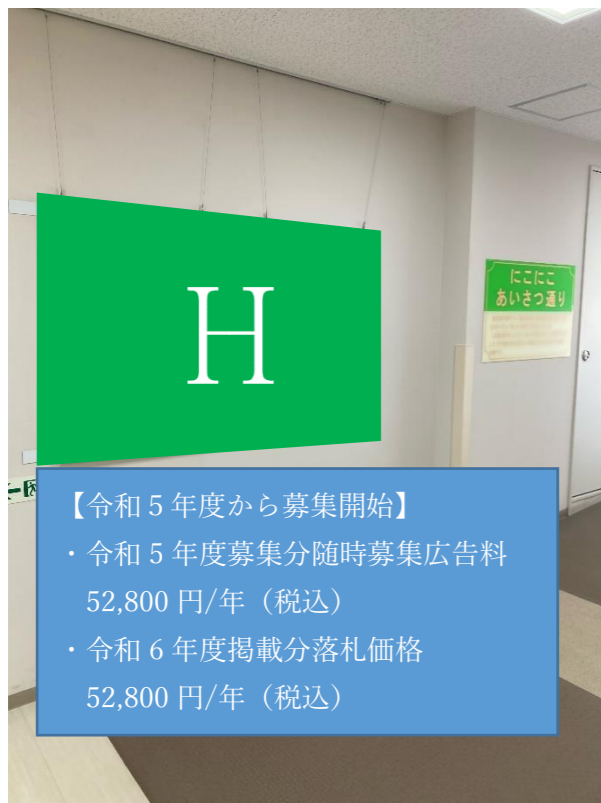 H
にこにこ
あいさつ通り
【令和5年度から募集開始】
・令和5年度募集分随時募集広告料
52,800円/年（税込）
・令和6年度掲載分落札価格
52,800円/年（税込）